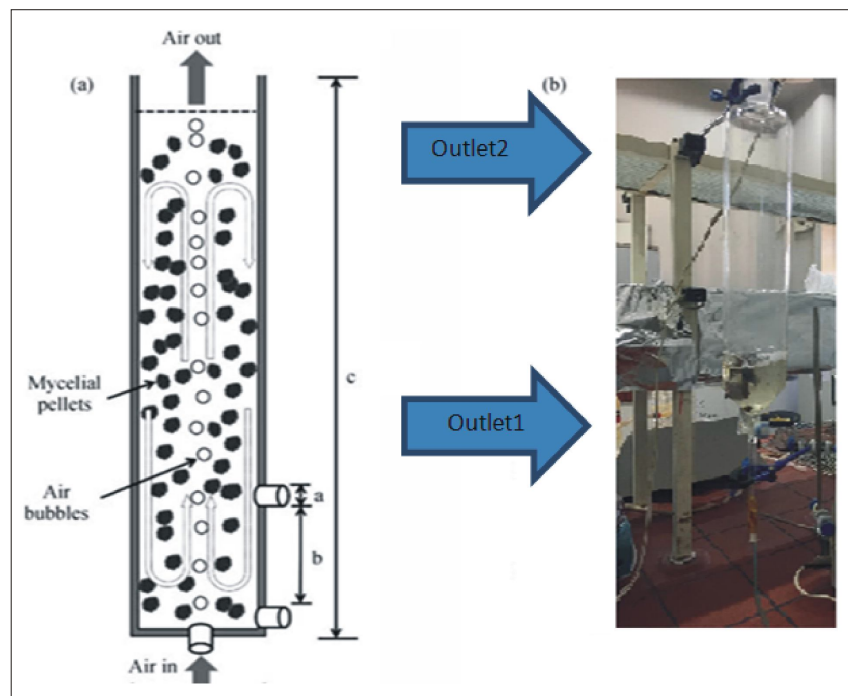 Air out
(a)
(b)
Outlet2
c
Mycelial
pellets
Outlet1
Air
bubbles
a
b
Air in